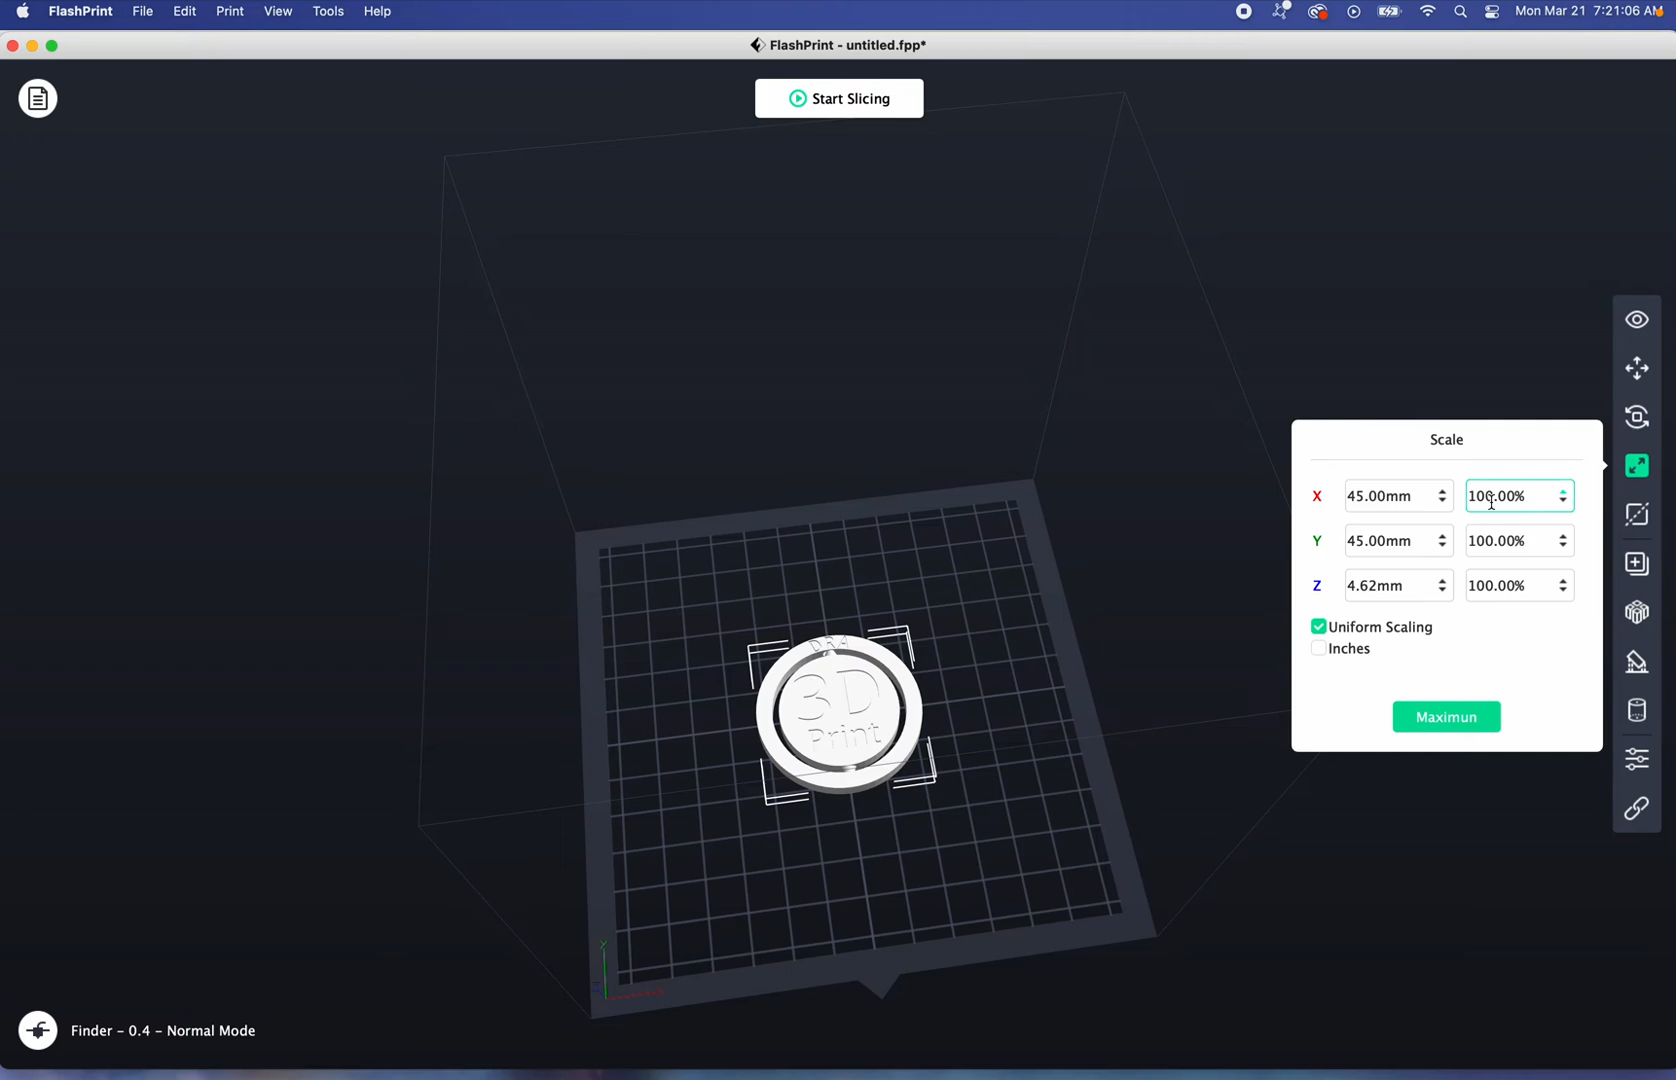 FlashPrint File Edit Print View Tools Help Mon Mar 21 7:21:06 AM
FlashPrint - untitled.fpp*
Start Slicing
Scale
X 45.00mm 100.00%
Y 45.00mm 100.00%
Z 4.62mm 100.00%
Uniform Scaling
Inches
Maximun
DRA
3D
Print
Y
X
Z
Finder - 0.4 - Normal Mode